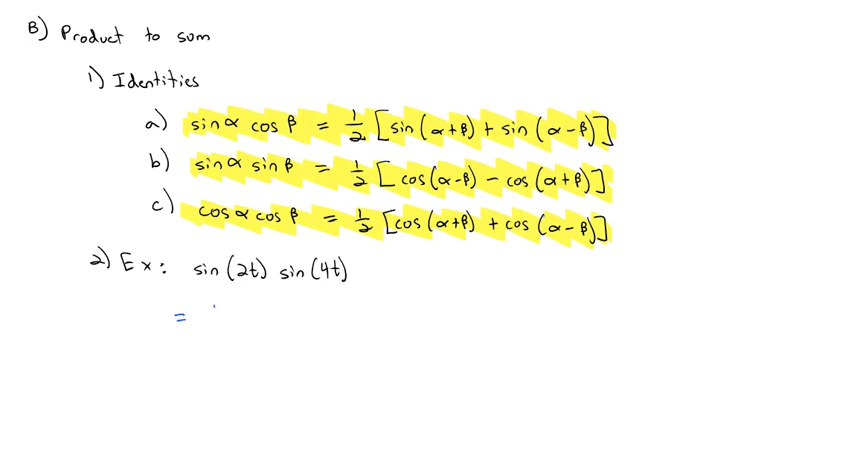 B) Product to sum
1) Identities
a) sin α cos β = 1/2 [sin(α+β) + sin(α-β)]
b) sin α sin β = 1/2 [cos(α-β) - cos(α+β)]
c) cos α cos β = 1/2 [cos(α+β) + cos(α-β)]
2) Ex: sin(2t) sin(4t)
=